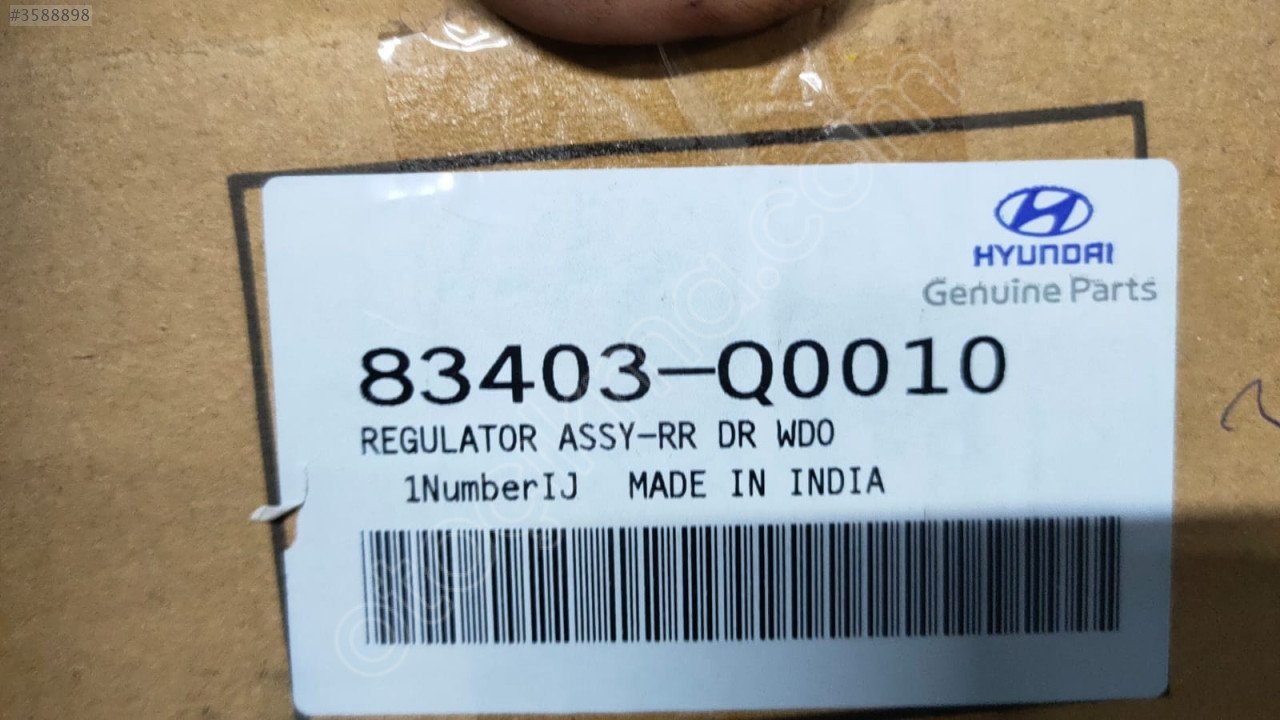 #3588898
HYUNDAI
Genuine Parts
83403-Q0010
REGULATOR ASSY-RR DR WDO
1NumberIJ MADE IN INDIA